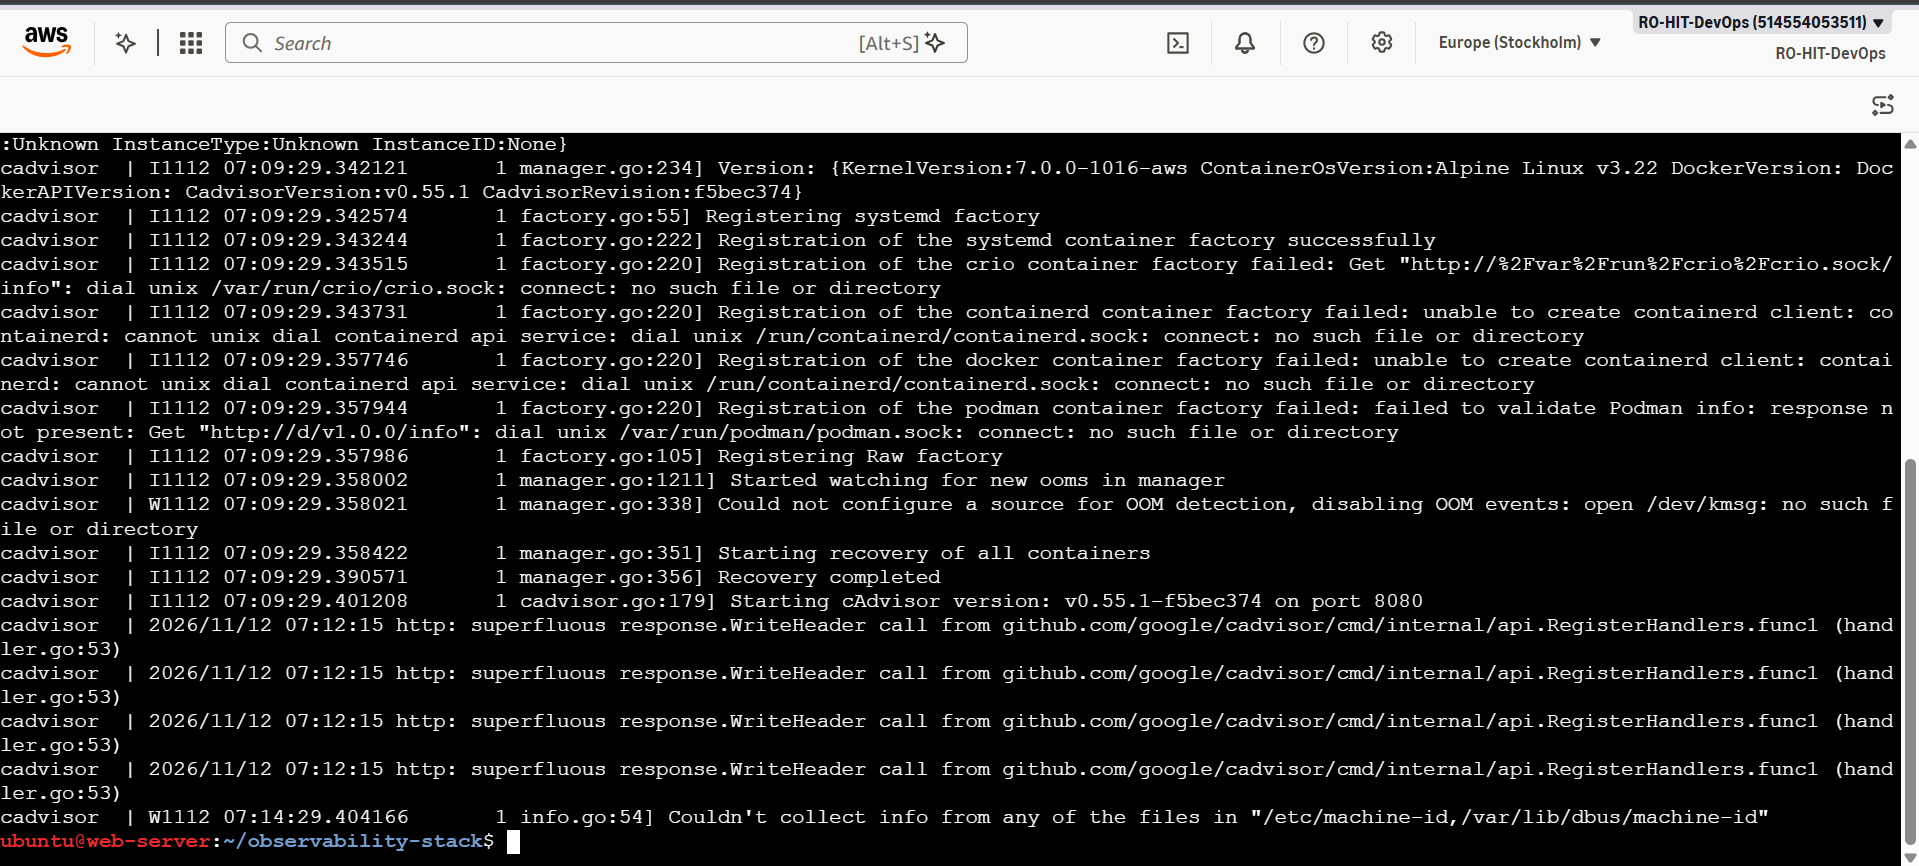 aws
Search
[Alt+S]
Europe (Stockholm) ▼
RO-HIT-DevOps (514554053511) ▼
RO-HIT-DevOps
:Unknown InstanceType:Unknown InstanceID:None}
cadvisor  | I1112 07:09:29.342121       1 manager.go:234] Version: {KernelVersion:7.0.0-1016-aws ContainerOsVersion:Alpine Linux v3.22 DockerVersion: Doc
kerAPIVersion: CadvisorVersion:v0.55.1 CadvisorRevision:f5bec374}
cadvisor  | I1112 07:09:29.342574       1 factory.go:55] Registering systemd factory
cadvisor  | I1112 07:09:29.343244       1 factory.go:222] Registration of the systemd container factory successfully
cadvisor  | I1112 07:09:29.343515       1 factory.go:220] Registration of the crio container factory failed: Get "http://%2Fvar%2Frun%2Fcrio%2Fcrio.sock/
info": dial unix /var/run/crio/crio.sock: connect: no such file or directory
cadvisor  | I1112 07:09:29.343731       1 factory.go:220] Registration of the containerd container factory failed: unable to create containerd client: co
ntainerd: cannot unix dial containerd api service: dial unix /run/containerd/containerd.sock: connect: no such file or directory
cadvisor  | I1112 07:09:29.357746       1 factory.go:220] Registration of the docker container factory failed: unable to create containerd client: contai
nerd: cannot unix dial containerd api service: dial unix /run/containerd/containerd.sock: connect: no such file or directory
cadvisor  | I1112 07:09:29.357944       1 factory.go:220] Registration of the podman container factory failed: failed to validate Podman info: response n
ot present: Get "http://d/v1.0.0/info": dial unix /var/run/podman/podman.sock: connect: no such file or directory
cadvisor  | I1112 07:09:29.357986       1 factory.go:105] Registering Raw factory
cadvisor  | I1112 07:09:29.358002       1 manager.go:1211] Started watching for new ooms in manager
cadvisor  | W1112 07:09:29.358021       1 manager.go:338] Could not configure a source for OOM detection, disabling OOM events: open /dev/kmsg: no such f
ile or directory
cadvisor  | I1112 07:09:29.358422       1 manager.go:351] Starting recovery of all containers
cadvisor  | I1112 07:09:29.390571       1 manager.go:356] Recovery completed
cadvisor  | I1112 07:09:29.401208       1 cadvisor.go:179] Starting cAdvisor version: v0.55.1-f5bec374 on port 8080
cadvisor  | 2026/11/12 07:12:15 http: superfluous response.WriteHeader call from github.com/google/cadvisor/cmd/internal/api.RegisterHandlers.func1 (hand
ler.go:53)
cadvisor  | 2026/11/12 07:12:15 http: superfluous response.WriteHeader call from github.com/google/cadvisor/cmd/internal/api.RegisterHandlers.func1 (hand
ler.go:53)
cadvisor  | 2026/11/12 07:12:15 http: superfluous response.WriteHeader call from github.com/google/cadvisor/cmd/internal/api.RegisterHandlers.func1 (hand
ler.go:53)
cadvisor  | 2026/11/12 07:12:15 http: superfluous response.WriteHeader call from github.com/google/cadvisor/cmd/internal/api.RegisterHandlers.func1 (hand
ler.go:53)
cadvisor  | W1112 07:14:29.404166       1 info.go:54] Couldn't collect info from any of the files in "/etc/machine-id,/var/lib/dbus/machine-id"
ubuntu@web-server:~/observability-stack$